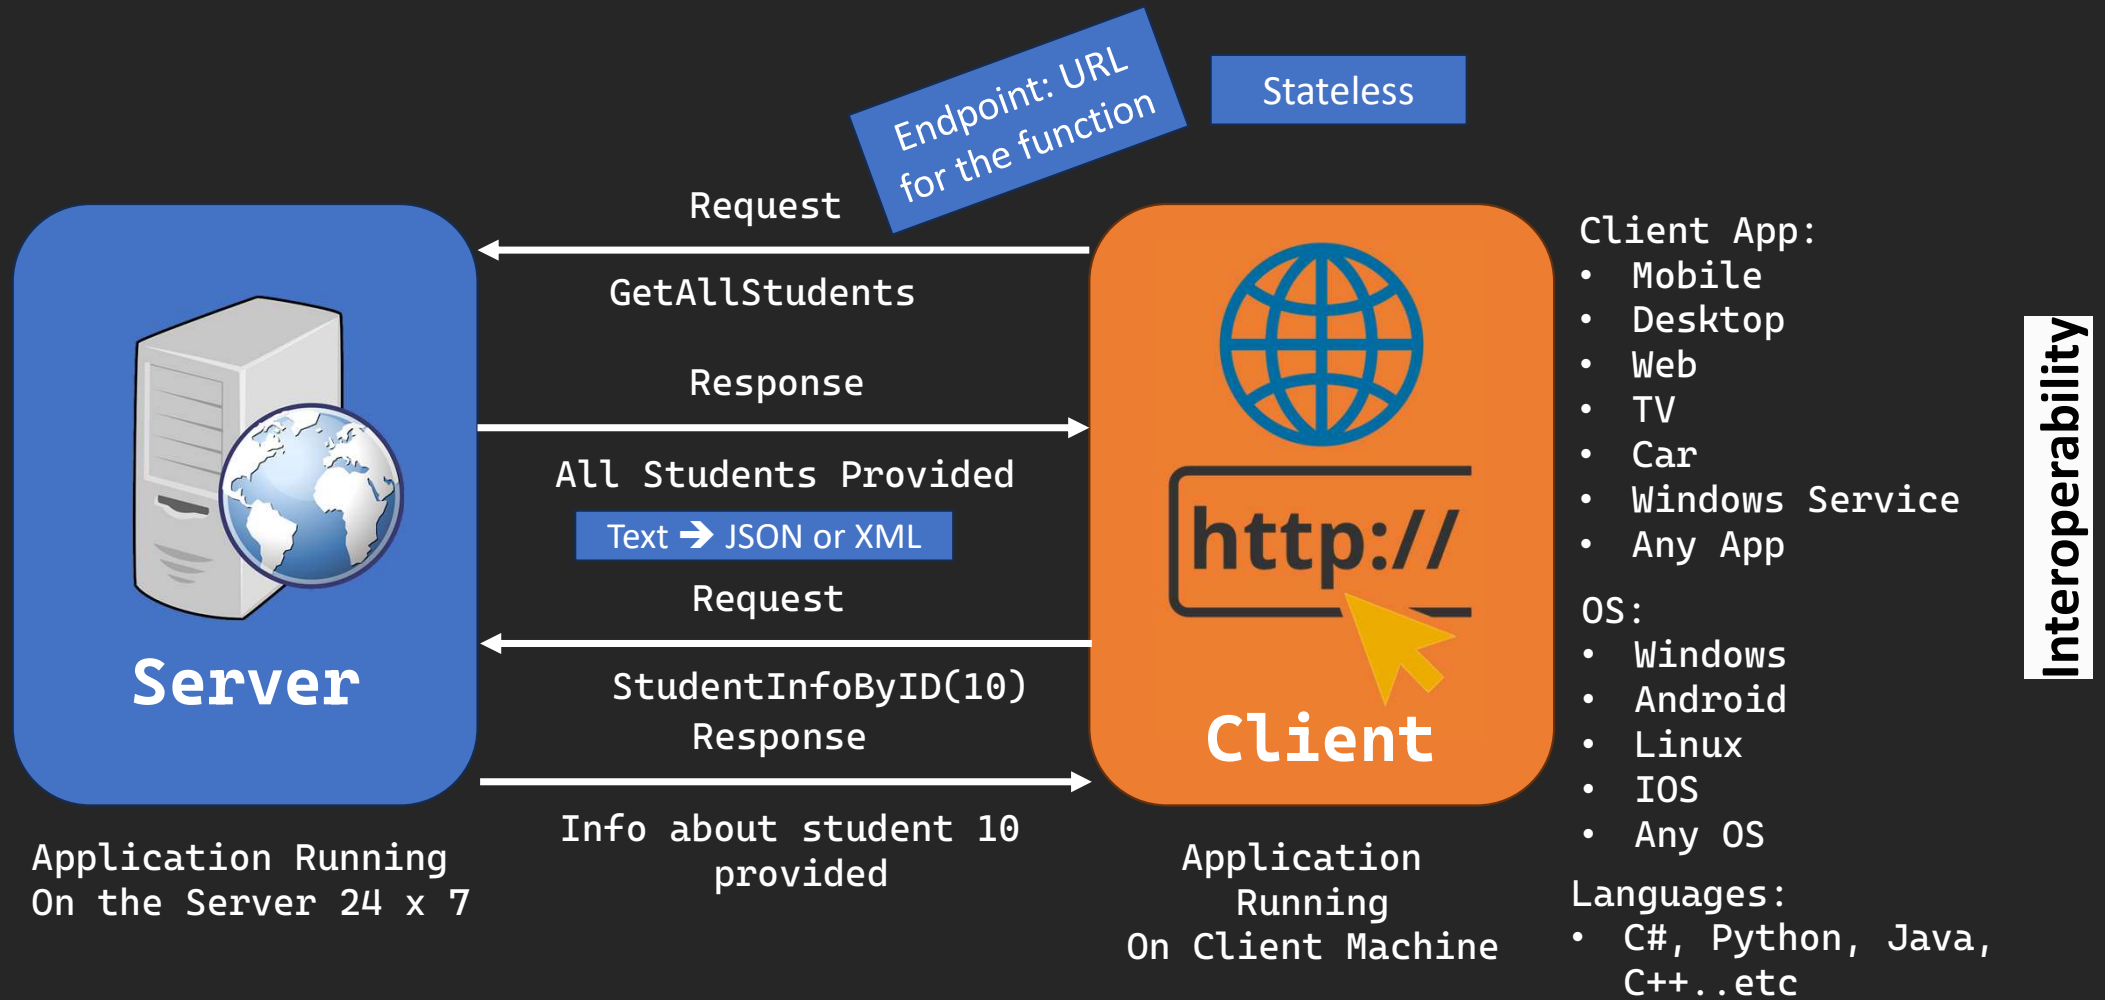 Endpoint: URL
for the function
Stateless
Request
GetAllStudents
Response
All Students Provided
Text ➔ JSON or XML
Request
StudentInfoByID(10)
Response
Info about student 10
provided
Server
Application Running
On the Server 24 x 7
http://
Client
Application
Running
On Client Machine
Client App:
• Mobile
• Desktop
• Web
• TV
• Car
• Windows Service
• Any App
OS:
• Windows
• Android
• Linux
• IOS
• Any OS
Languages:
• C#, Python, Java,
C++..etc
Interoperability